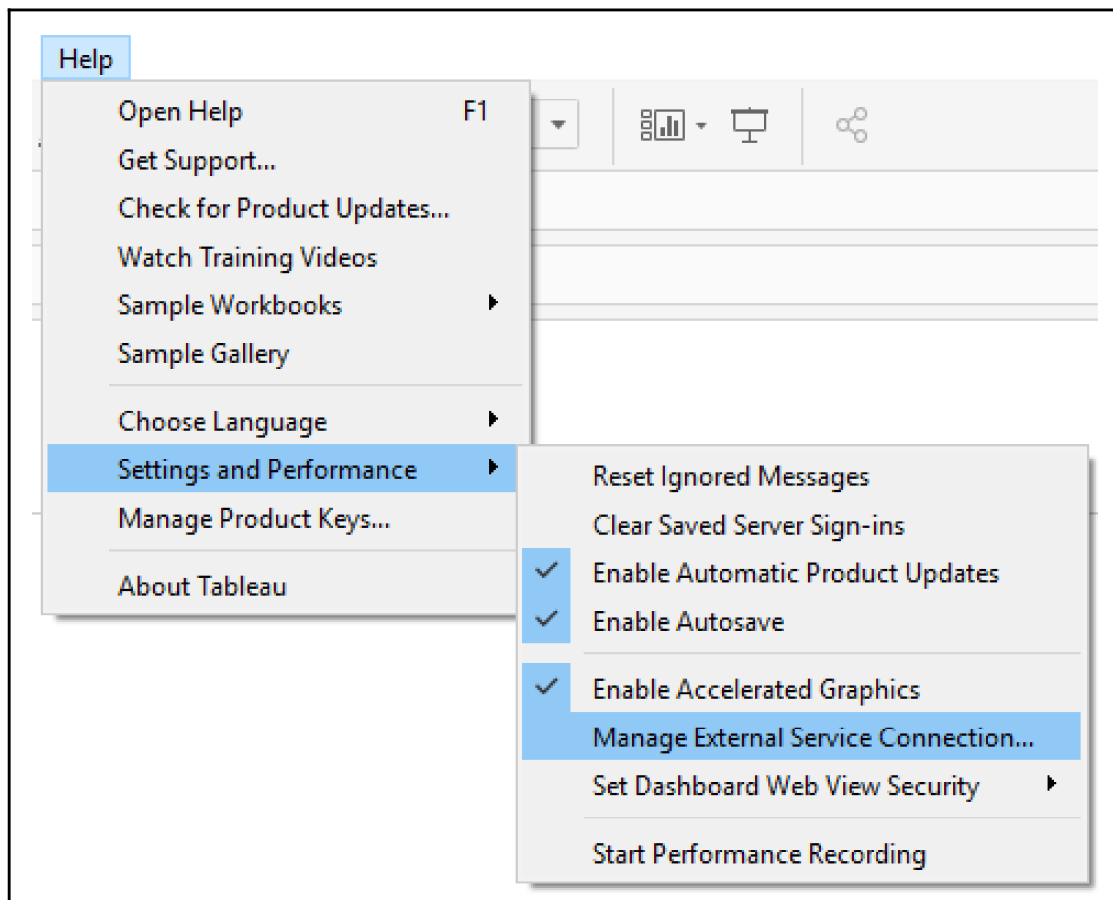 Help
Open Help F1
Get Support...
Check for Product Updates...
Watch Training Videos
Sample Workbooks
Sample Gallery
Choose Language
Settings and Performance
Manage Product Keys...
About Tableau
Reset Ignored Messages
Clear Saved Server Sign-ins
Enable Automatic Product Updates
Enable Autosave
Enable Accelerated Graphics
Manage External Service Connection...
Set Dashboard Web View Security
Start Performance Recording